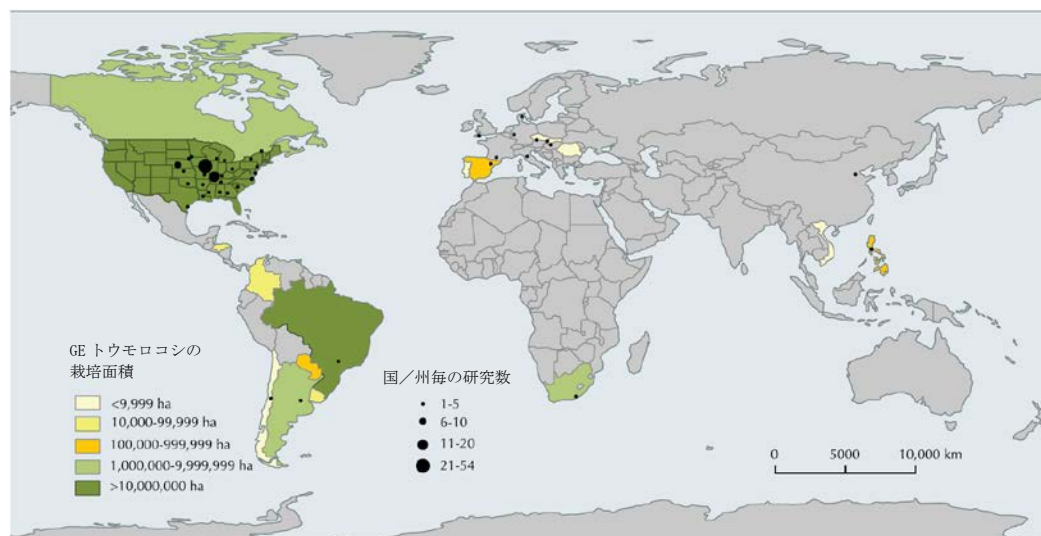 GE トウモロコシの
栽培面積
<9,999 ha
10,000-99,999 ha
100,000-999,999 ha
1,000,000-9,999,999 ha
>10,000,000 ha
国／州毎の研究数
1-5
6-10
11-20
21-54
0 5000 10,000 km